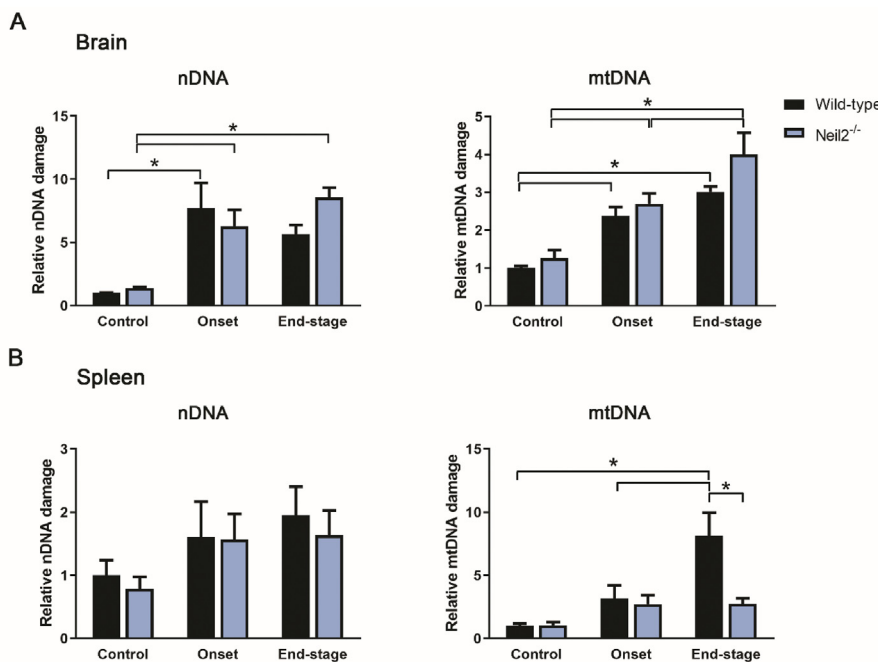 A
Brain
nDNA
Relative nDNA damage
15
10
5
0
*
*
Control
Onset
End-stage
mtDNA
Relative mtDNA damage
5
4
3
2
1
0
*
*
Control
Onset
End-stage
Wild-type
Neil2-/-
B
Spleen
nDNA
Relative nDNA damage
3
2
1
0
Control
Onset
End-stage
mtDNA
Relative mtDNA damage
15
10
5
0
*
*
Control
Onset
End-stage